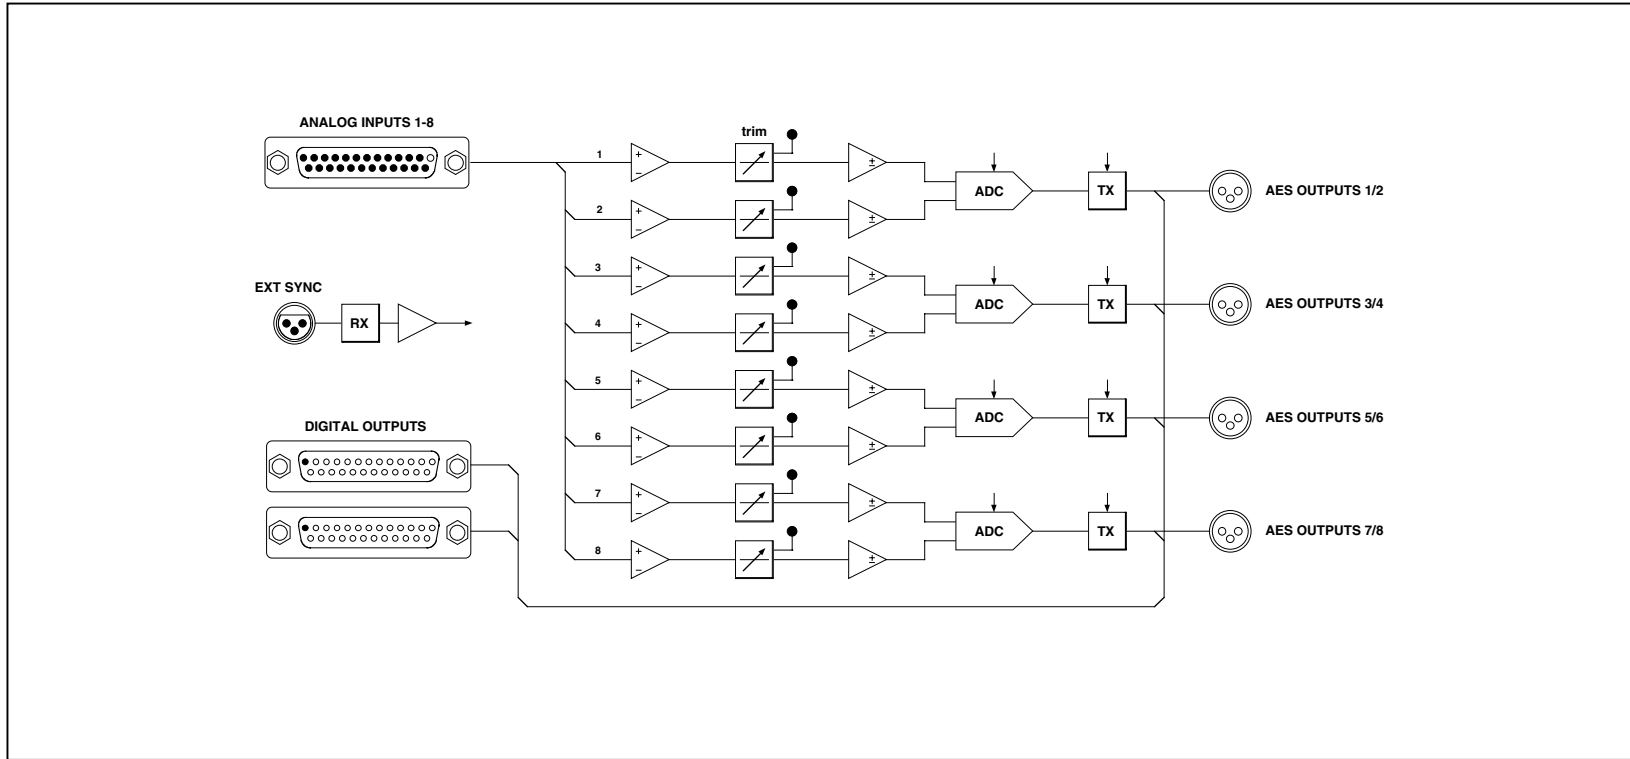 ANALOG INPUTS 1-8
trim
1
+
−
±
ADC
TX
AES OUTPUTS 1/2
2
+
−
±
EXT SYNC
RX
3
+
−
±
ADC
TX
AES OUTPUTS 3/4
4
+
−
±
DIGITAL OUTPUTS
5
+
−
±
ADC
TX
AES OUTPUTS 5/6
6
+
−
±
7
+
−
±
ADC
TX
AES OUTPUTS 7/8
8
+
−
±